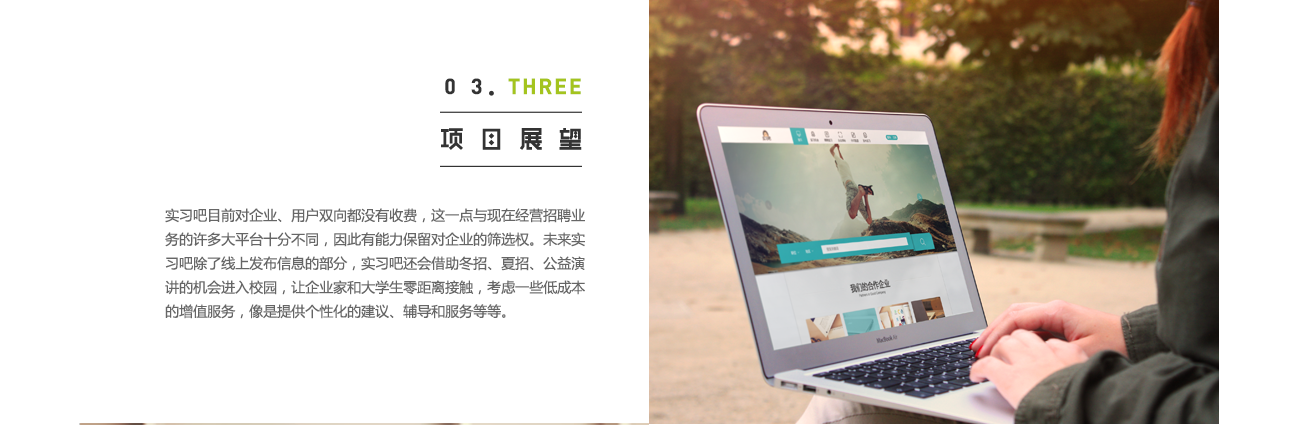 03. THREE
项目展望
实习吧目前对企业、用户双向都没有收费，这一点与现在经营招聘业
务的许多大平台十分不同，因此有能力保留对企业的筛选权。未来实
习吧除了线上发布信息的部分，实习吧还会借助冬招、夏招、公益演
讲的机会进入校园，让企业家和大学生零距离接触，考虑一些低成本
的增值服务，像是提供个性化的建议、辅导和服务等等。
我们的合作企业
MacBook Air